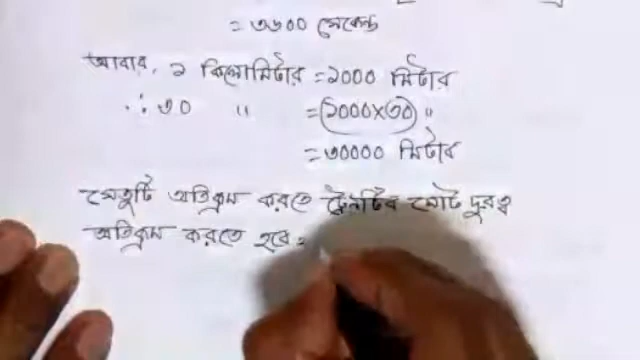 = ৩৬০০ সেকেন্ড
আবার, ১ কিলোমিটার = ১০০০ মিটার
∴ ৩০ " = (১০০০×৩০) "
= ৩০০০০ মিটার
সেতুটি অতিক্রম করতে ট্রেনটির মোট দূরত্ব
অতিক্রম করতে হবে =